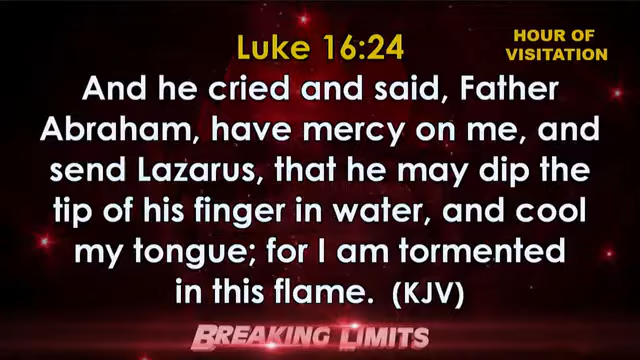 Luke 16:24
HOUR OF
VISITATION
And he cried and said, Father
Abraham, have mercy on me, and
send Lazarus, that he may dip the
tip of his finger in water, and cool
my tongue; for I am tormented
in this flame. (KJV)
BREAKING LIMITS